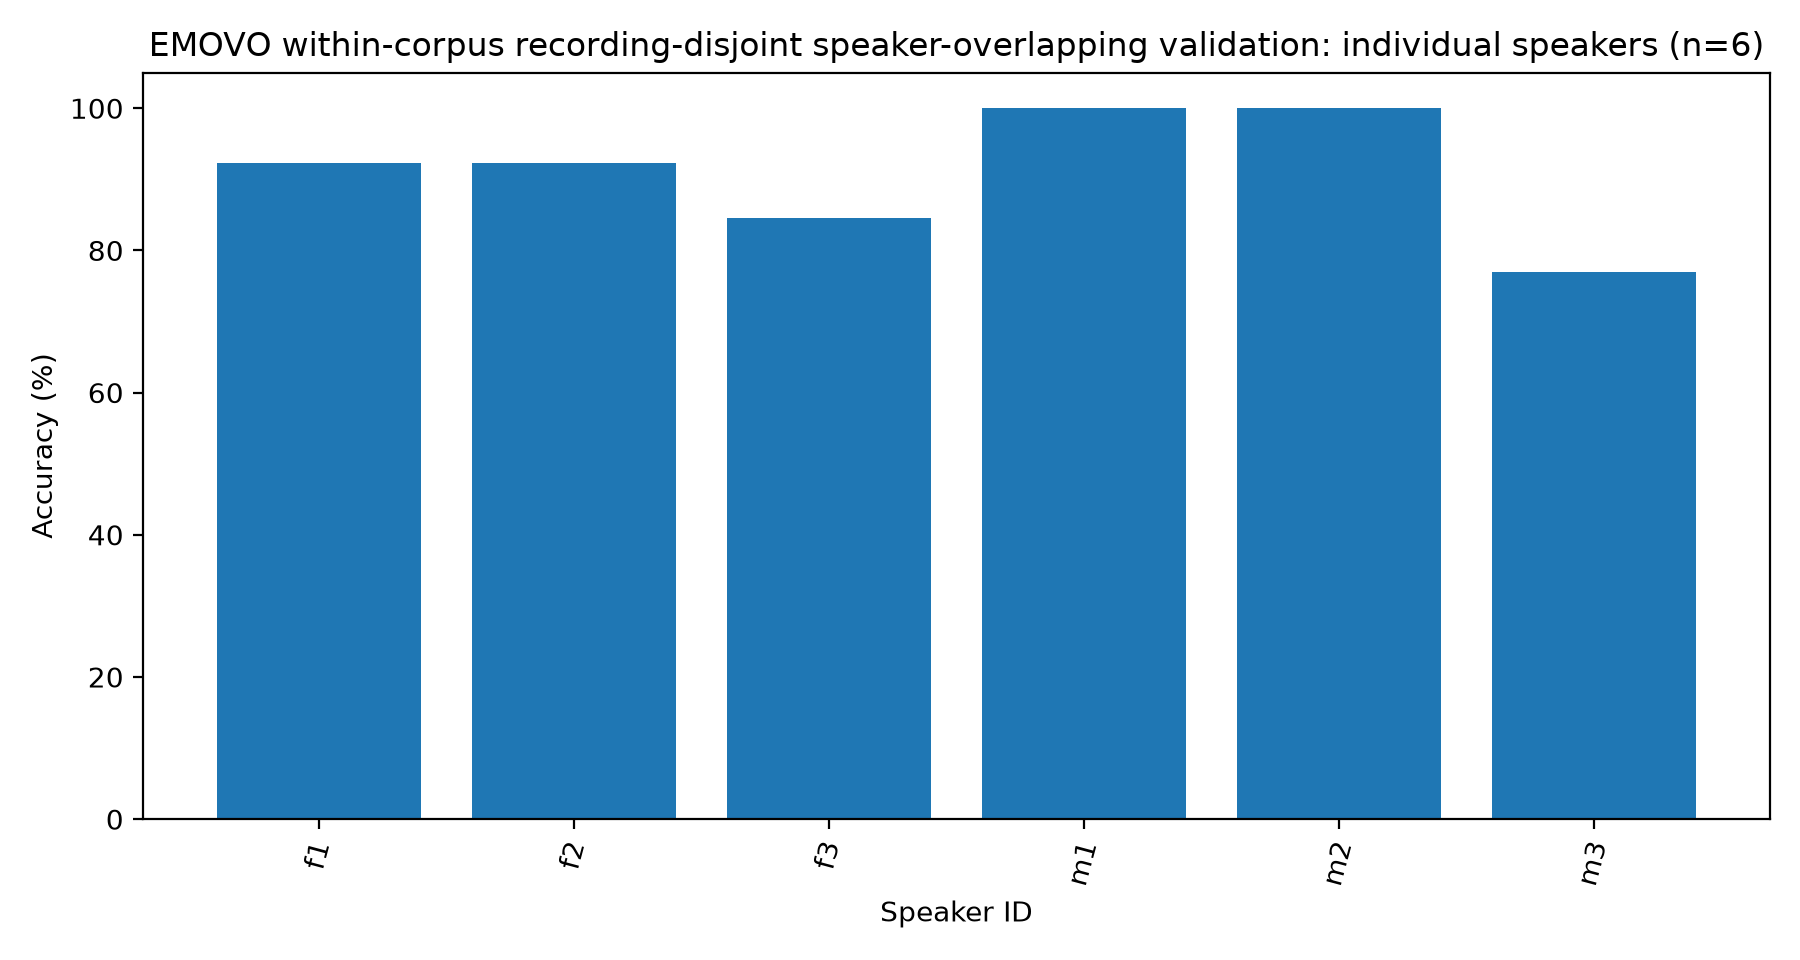 EMOVO within-corpus recording-disjoint speaker-overlapping validation: individual speakers (n=6)
Accuracy (%)
100
80
60
40
20
0
f1
f2
f3
m1
m2
m3
Speaker ID